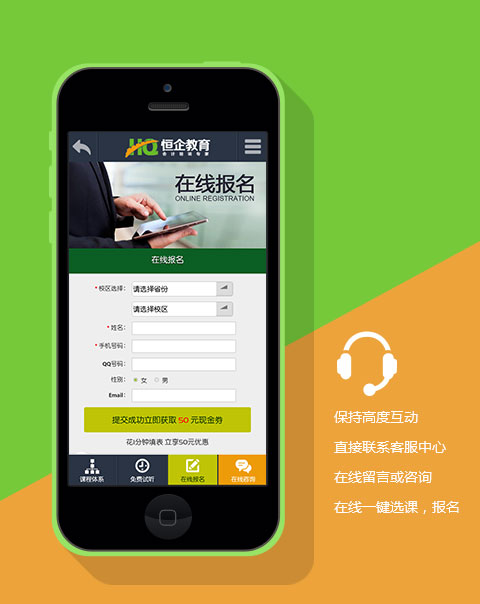 HQ 恒企教育
会计培训专家
在线报名
ONLINE REGISTRATION
在线报名
*校区选择： 请选择省份
请选择校区
*姓名：
*手机号码：
QQ号码：
性别： 女 男
Email：
提交成功立即获取 50 元现金券
花1分钟填表 立享50元优惠
课程体系 免费试听 在线报名 在线咨询
保持高度互动
直接联系客服中心
在线留言或咨询
在线一键选课，报名